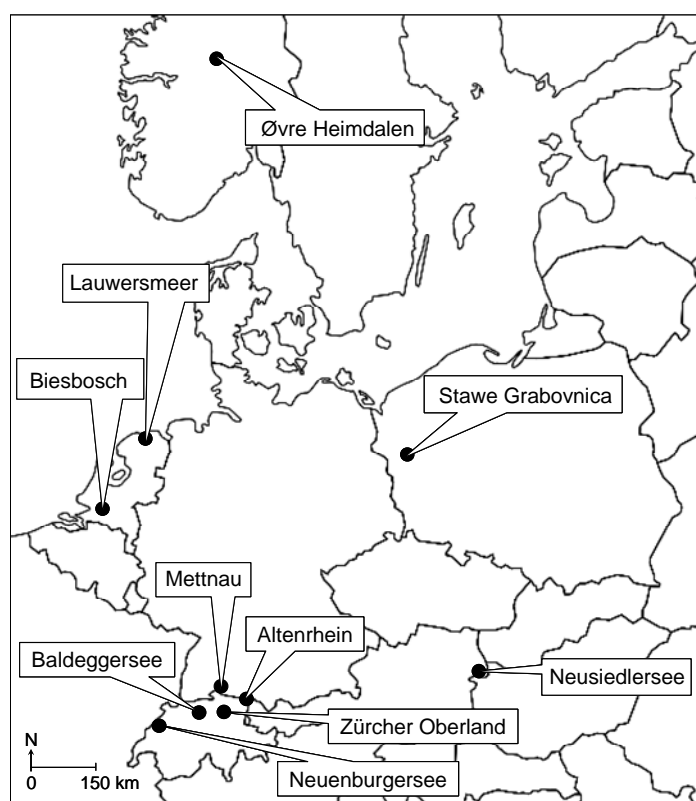 Øvre Heimdalen
Lauwersmeer
Biesbosch
Stawe Grabovnica
Mettnau
Altenrhein
Baldeggersee
Neusiedlersee
Zürcher Oberland
Neuenburgersee
N
0 150 km